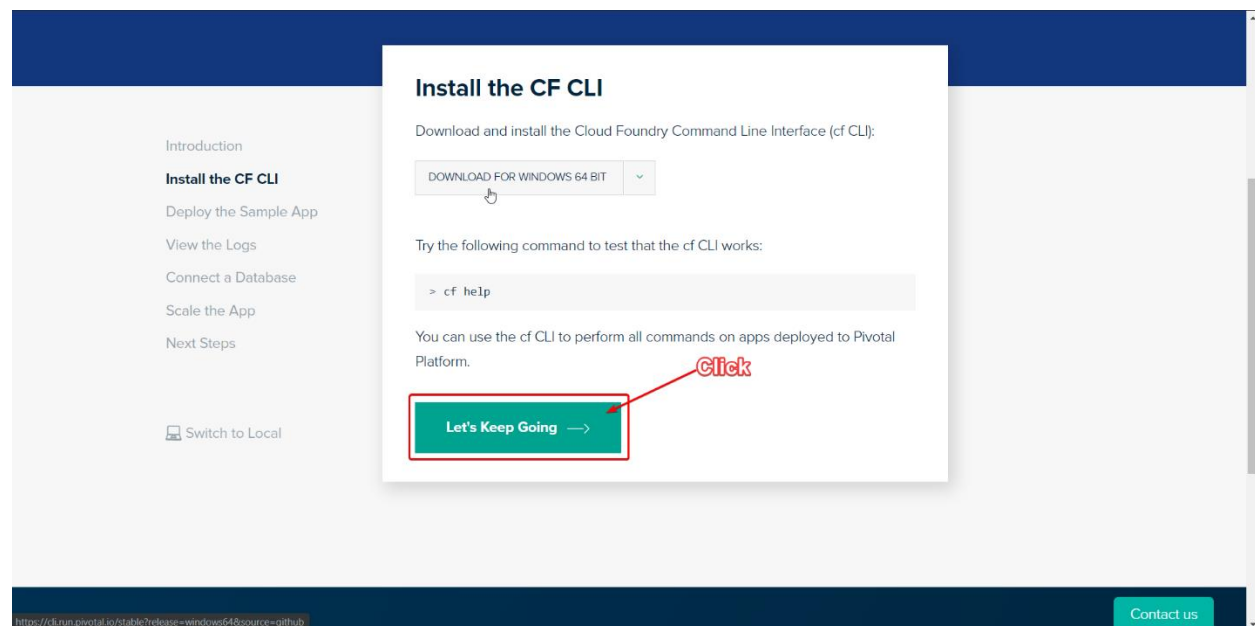 Install the CF CLI
Download and install the Cloud Foundry Command Line Interface (cf CLI):
Introduction
Install the CF CLI
DOWNLOAD FOR WINDOWS 64 BIT
Deploy the Sample App
View the Logs
Try the following command to test that the cf CLI works:
Connect a Database
> cf help
Scale the App
You can use the cf CLI to perform all commands on apps deployed to Pivotal
Next Steps
Platform.
Click
Let's Keep Going
Switch to Local
Contact us
https://cli.run.pivotal.io/stable?release=windows64&source=github